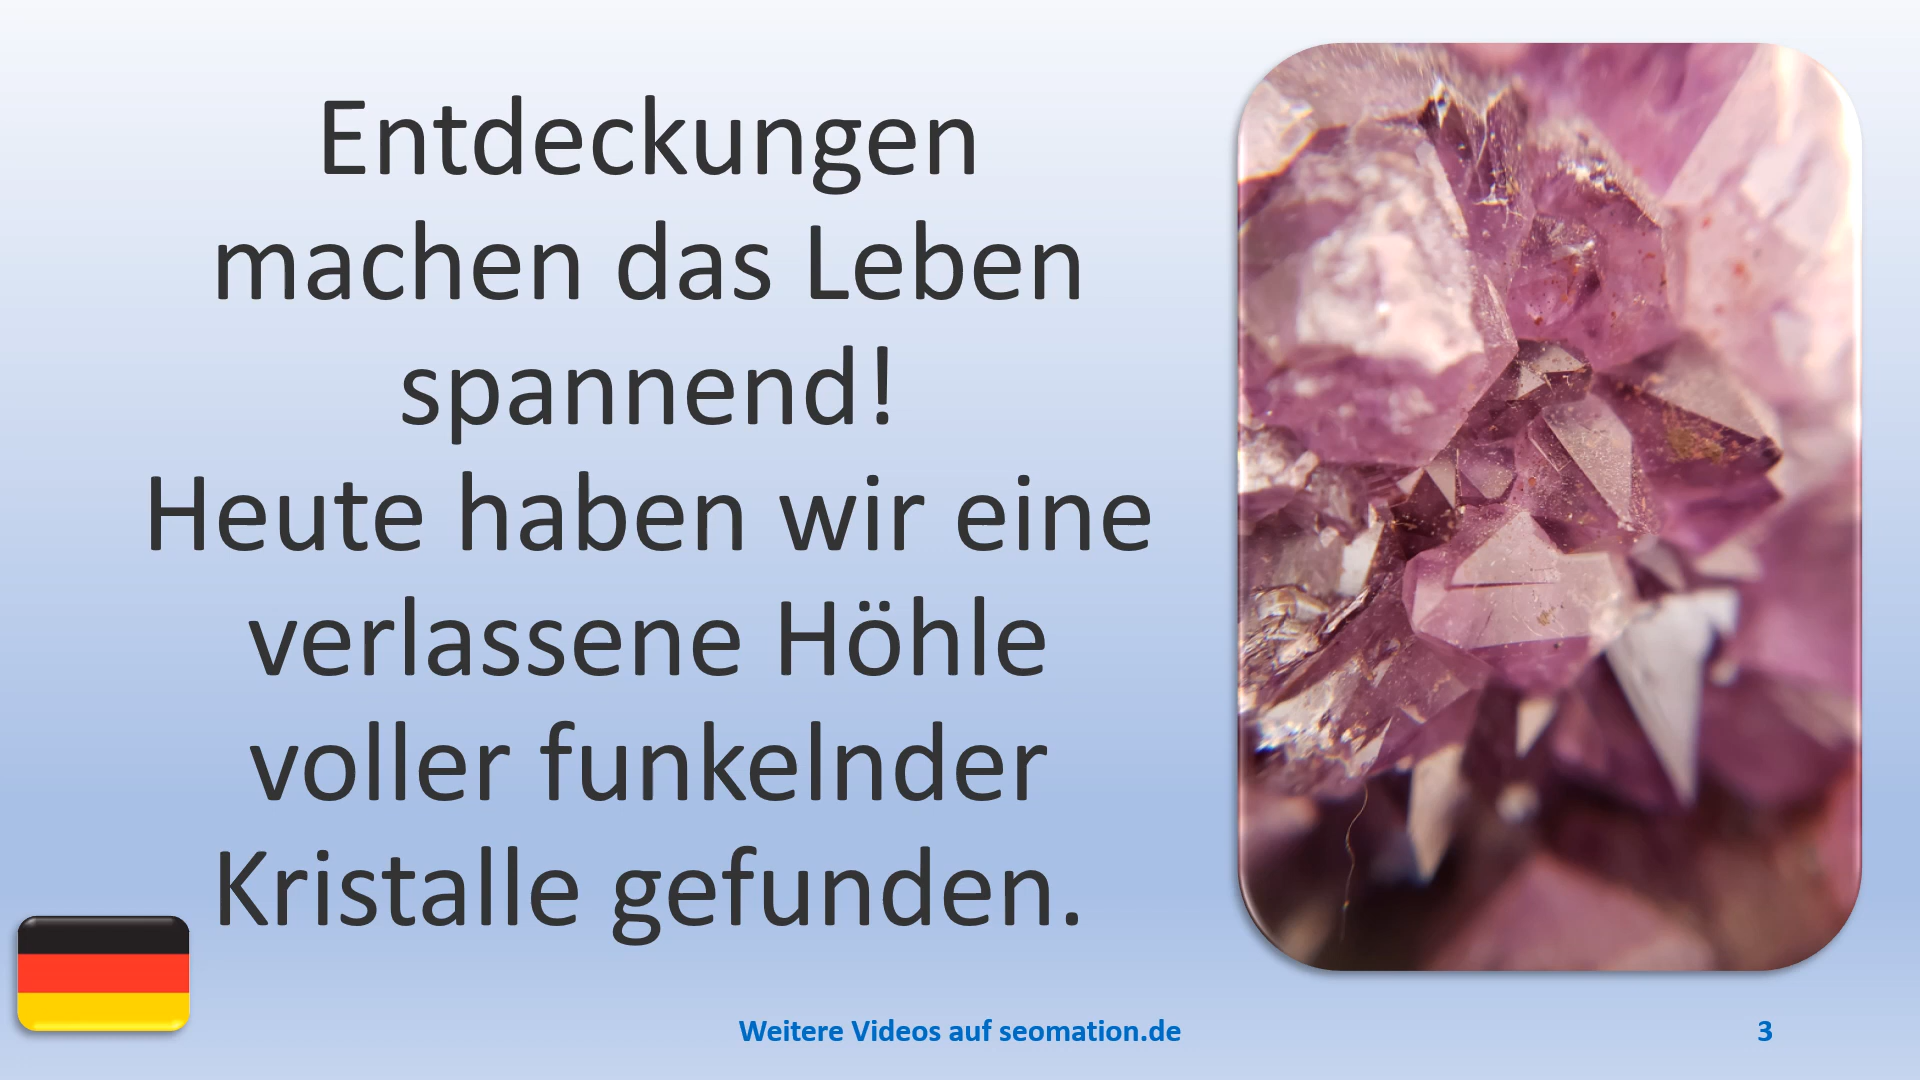 Entdeckungen
machen das Leben
spannend!
Heute haben wir eine
verlassene Höhle
voller funkelnder
Kristalle gefunden.
Weitere Videos auf seomation.de
3